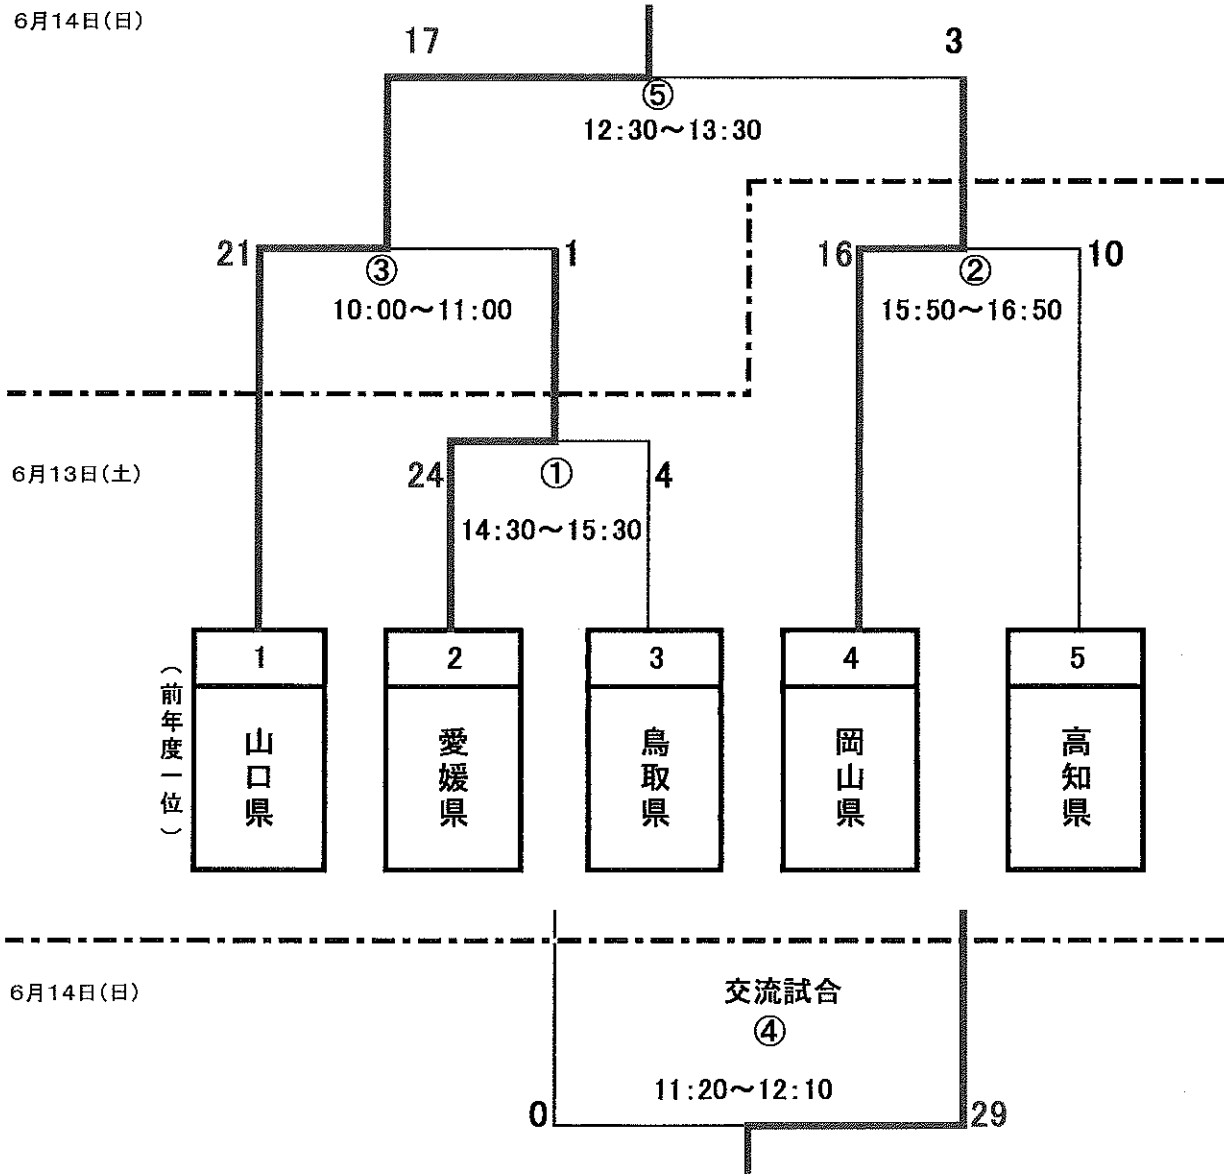 6月14日(日)
17
3
⑤
12:30～13:30
21
1
16
10
③
②
10:00～11:00
15:50～16:50
6月13日(土)
24
①
4
14:30～15:30
1
2
3
4
5
(前年度一位)
山口県
愛媛県
鳥取県
岡山県
高知県
6月14日(日)
交流試合
④
11:20～12:10
0
29